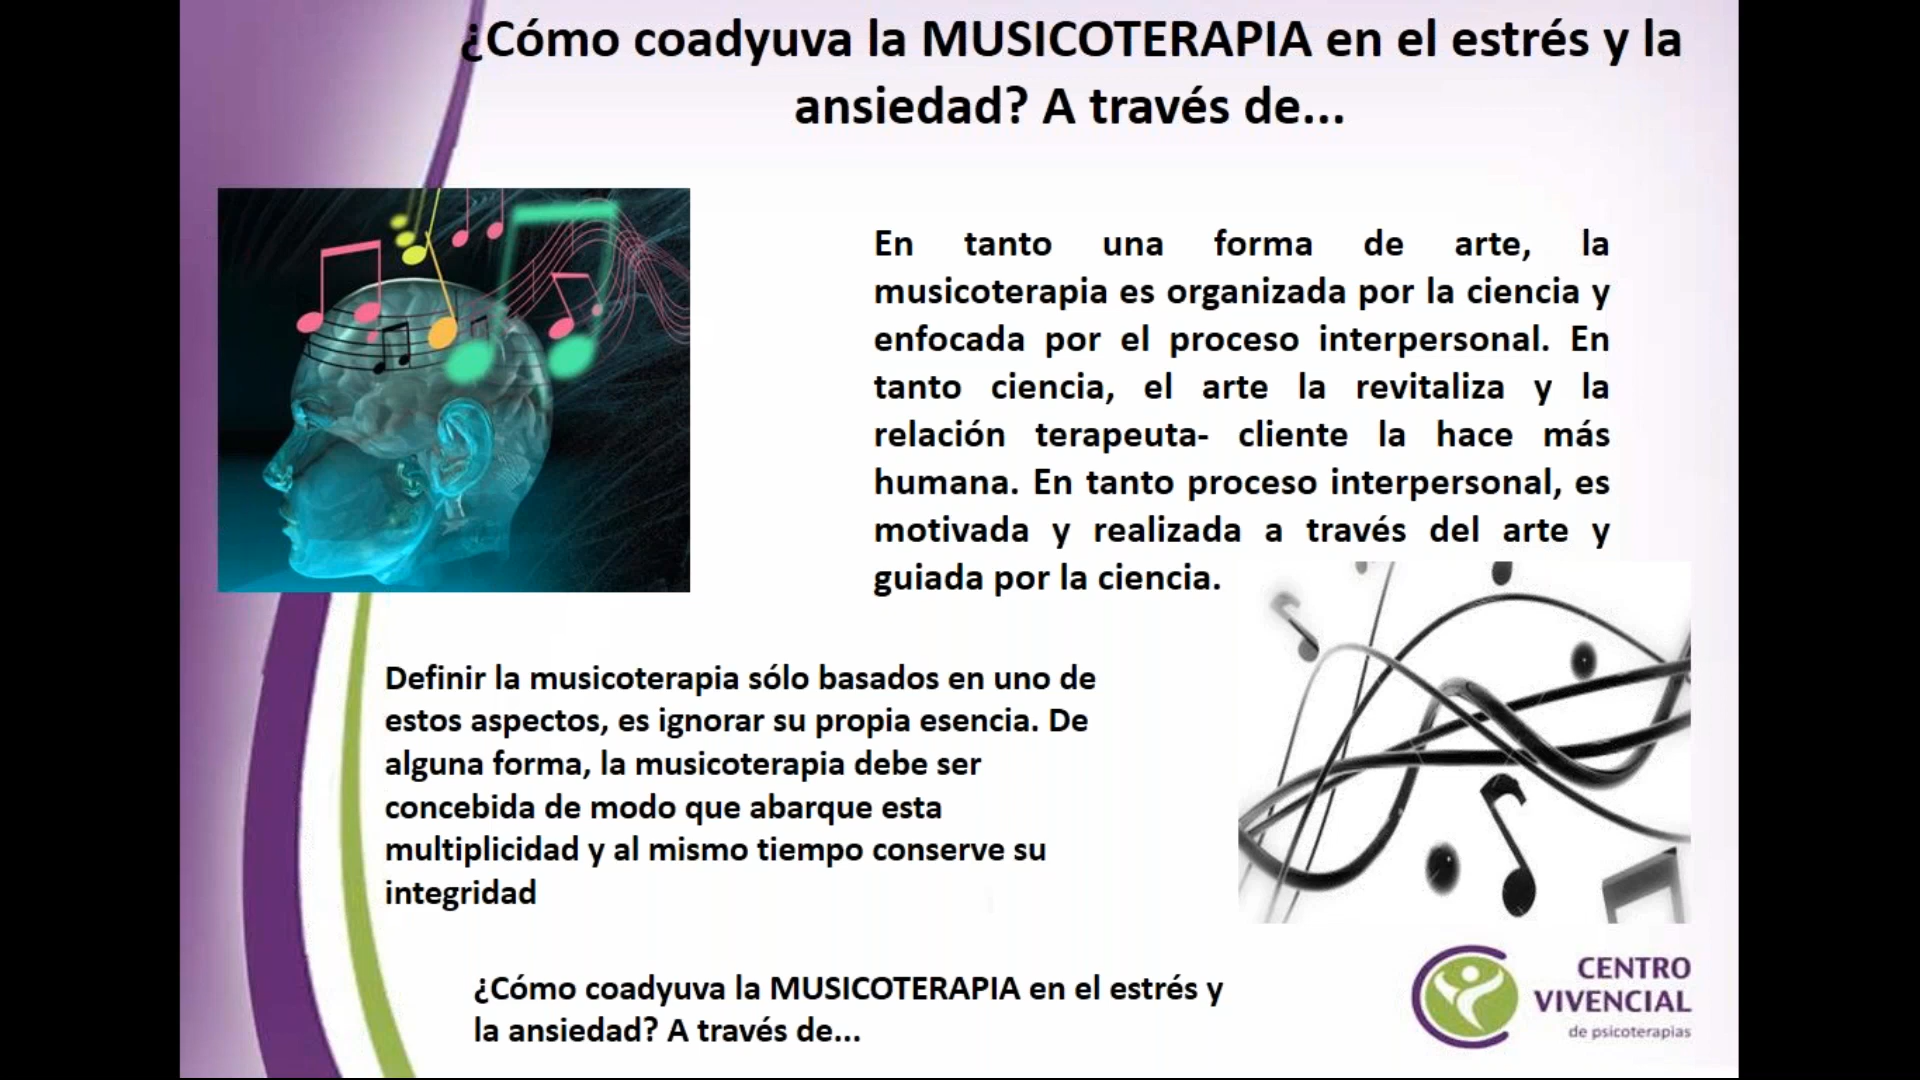 ¿Cómo coadyuva la MUSICOTERAPIA en el estrés y la
ansiedad? A través de...
En tanto una forma de arte, la
musicoterapia es organizada por la ciencia y
enfocada por el proceso interpersonal. En
tanto ciencia, el arte la revitaliza y la
relación terapeuta- cliente la hace más
humana. En tanto proceso interpersonal, es
motivada y realizada a través del arte y
guiada por la ciencia.
Definir la musicoterapia sólo basados en uno de
estos aspectos, es ignorar su propia esencia. De
alguna forma, la musicoterapia debe ser
concebida de modo que abarque esta
multiplicidad y al mismo tiempo conserve su
integridad
¿Cómo coadyuva la MUSICOTERAPIA en el estrés y
la ansiedad? A través de...
CENTRO
VIVENCIAL
de psicoterapias